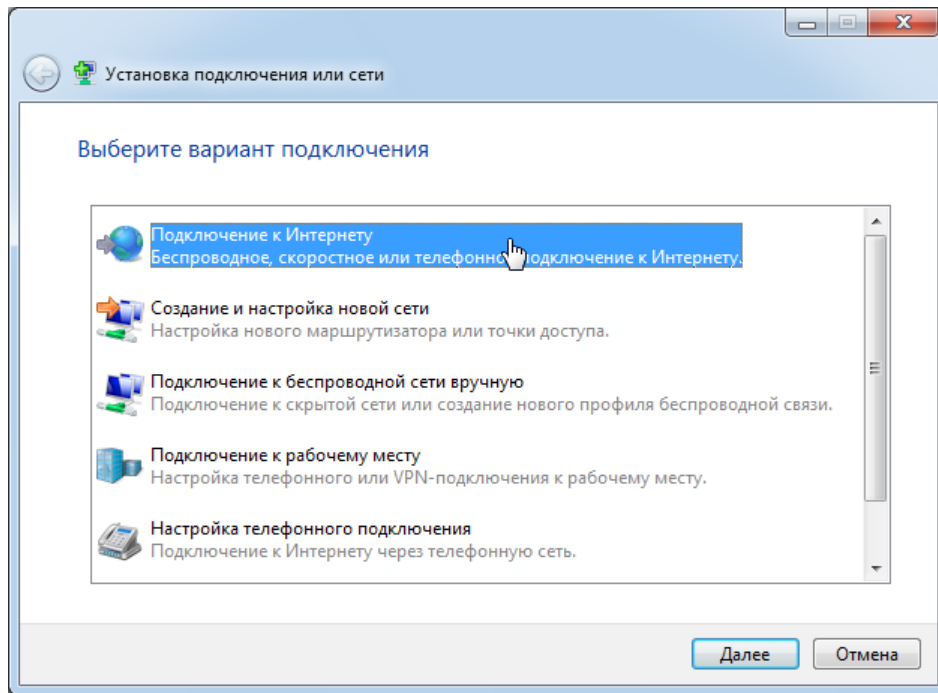 Установка подключения или сети
Выберите вариант подключения
Подключение к Интернету
Беспроводное, скоростное или подключение к Интернету.
Создание и настройка новой сети
Настройка нового маршрутизатора или точки доступа.
Подключение к беспроводной сети вручную
Подключение к скрытой сети или создание нового профиля беспроводной связи.
Подключение к рабочему месту
Настройка телефонного или VPN-подключения к рабочему месту.
Настройка телефонного подключения
Подключение к Интернету через телефонную сеть.
Далее
Отмена